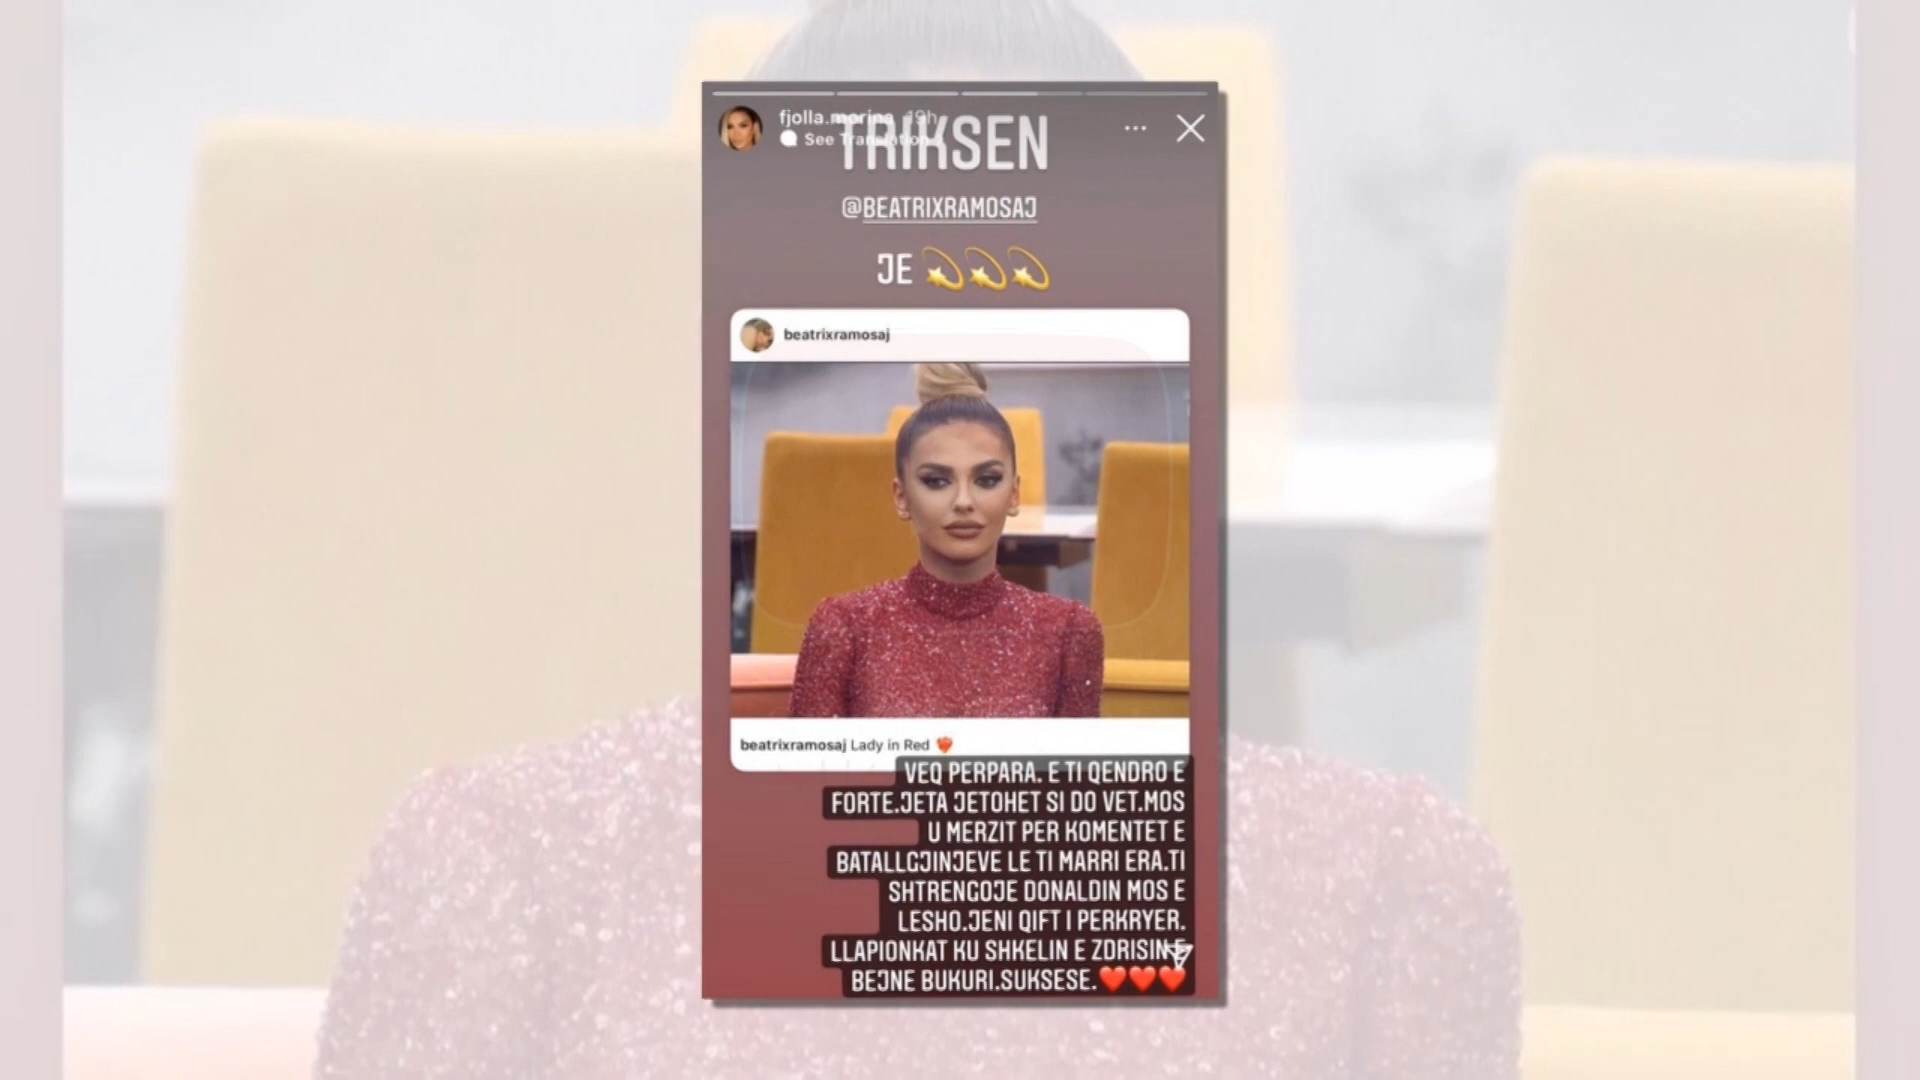 fjolla.morina 19h
See Translation
TRIKSEN
@BEATRIXRAMOSAJ
JE
beatrixramosaj
beatrixramosaj Lady in Red
VEQ PERPARA. E TI QENDRO E
FORTE.JETA JETOHET SI DO VET.MOS
U MERZIT PER KOMENTET E
BATALLGJINJEVE LE TI MARRI ERA.TI
SHTRENGOJE DONALDIN MOS E
LESHO.JENI QIFT I PERKRYER.
LLAPJONKAT KU SHKELIN E ZDRISIN E
BEJNE BUKURI.SUKSESE.